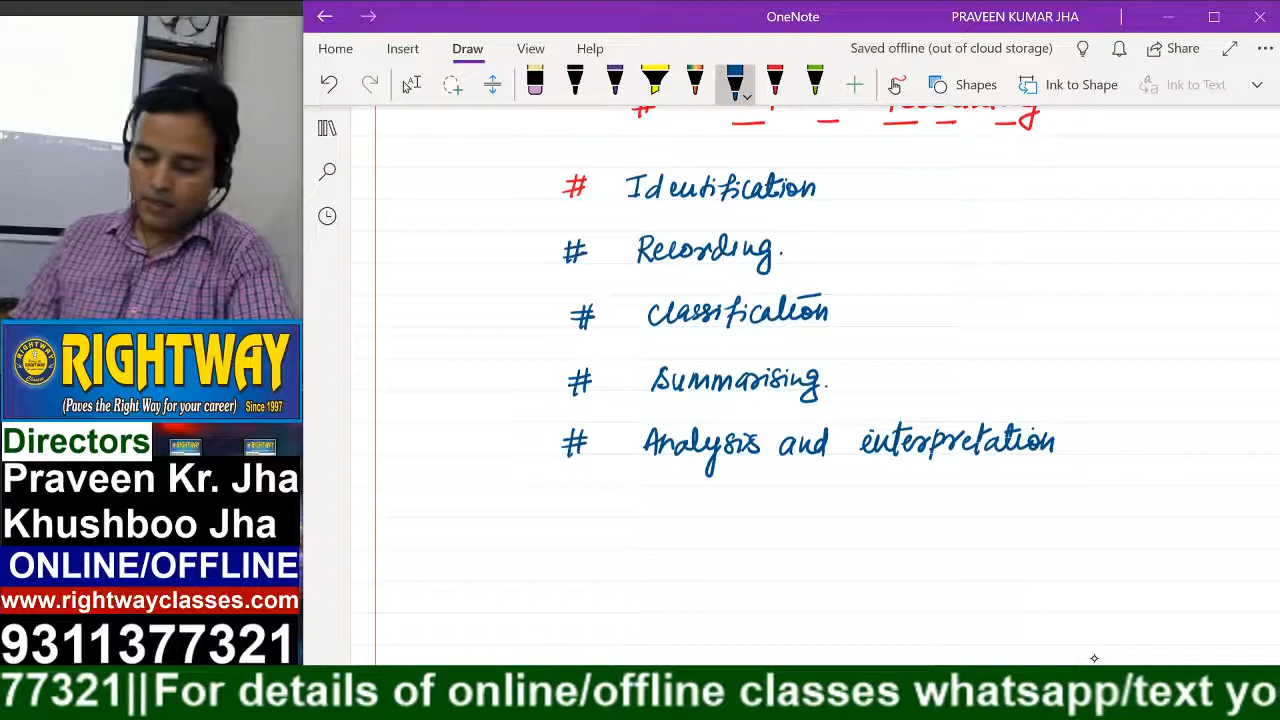 OneNote
PRAVEEN KUMAR JHA
Home Insert Draw View Help
Saved offline (out of cloud storage)
Share
Shapes
Ink to Shape
Ink to Text
#
# Identification
# Recording.
# Classification
# Summarising.
# Analysis and interpretation
RIGHTWAY
(Paves the Right Way for your career) Since 1997
Directors
Praveen Kr. Jha
Khushboo Jha
ONLINE/OFFLINE
www.rightwayclasses.com
9311377321
77321||For details of online/offline classes whatsapp/text yo